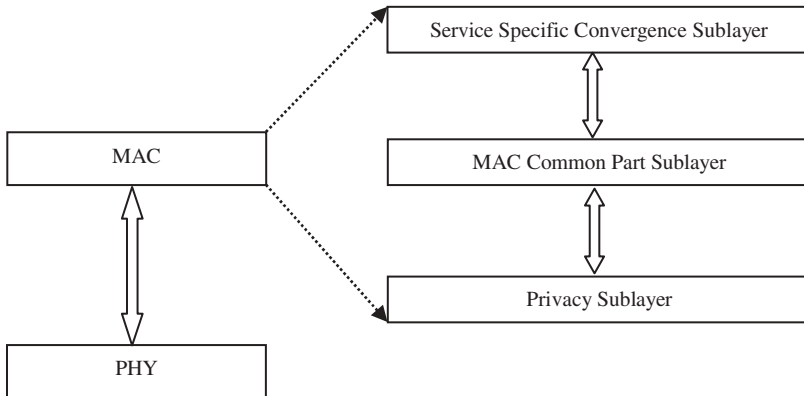 Service Specific Convergence Sublayer
MAC
MAC Common Part Sublayer
Privacy Sublayer
PHY